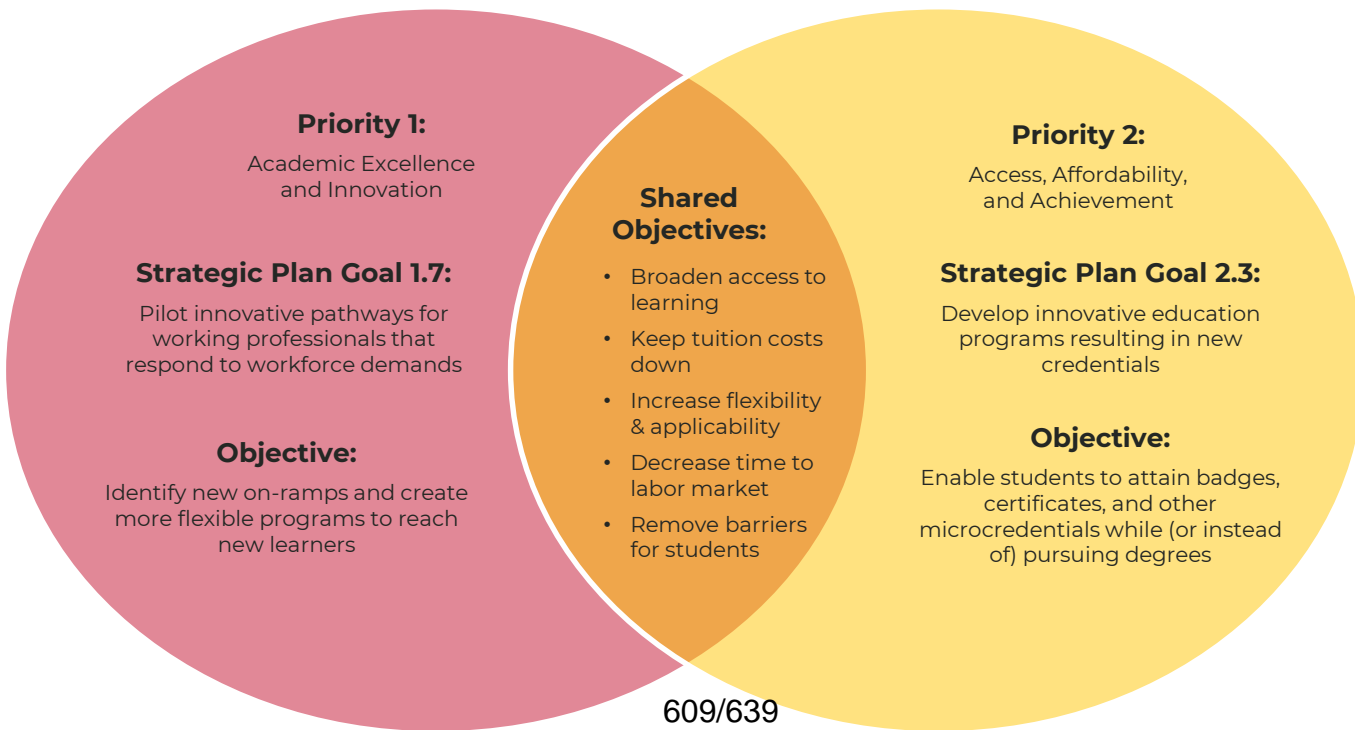 Priority 1:
Academic Excellence
and Innovation
Strategic Plan Goal 1.7:
Pilot innovative pathways for
working professionals that
respond to workforce demands
Objective:
Identify new on-ramps and create
more flexible programs to reach
new learners
Shared
Objectives:
• Broaden access to
learning
• Keep tuition costs
down
• Increase flexibility
& applicability
• Decrease time to
labor market
• Remove barriers
for students
Priority 2:
Access, Affordability,
and Achievement
Strategic Plan Goal 2.3:
Develop innovative education
programs resulting in new
credentials
Objective:
Enable students to attain badges,
certificates, and other
microcredentials while (or instead
of) pursuing degrees
609/639